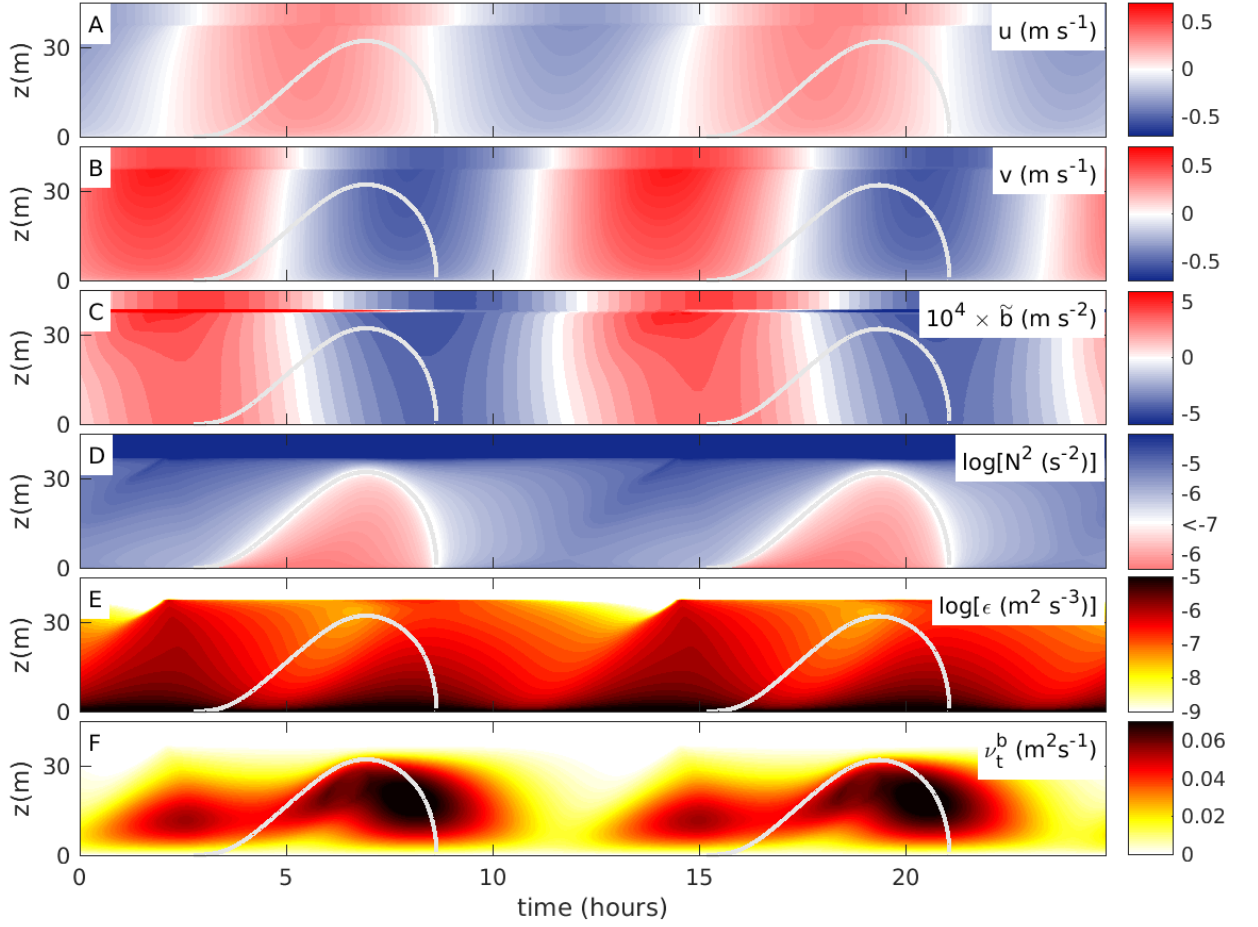 A
u (m s⁻¹)
z(m)
30
0
0.5
0
-0.5
B
v (m s⁻¹)
z(m)
30
0
0.5
0
-0.5
C
10⁴ × b̃ (m s⁻²)
z(m)
30
0
5
0
-5
D
log[N² (s⁻²)]
z(m)
30
0
-5
-6
<-7
-6
E
log[ϵ (m² s⁻³)]
z(m)
30
0
-5
-6
-7
-8
-9
F
ν_t^b (m²s⁻¹)
z(m)
30
0
0.06
0.04
0.02
0
0 5 10 15 20
time (hours)